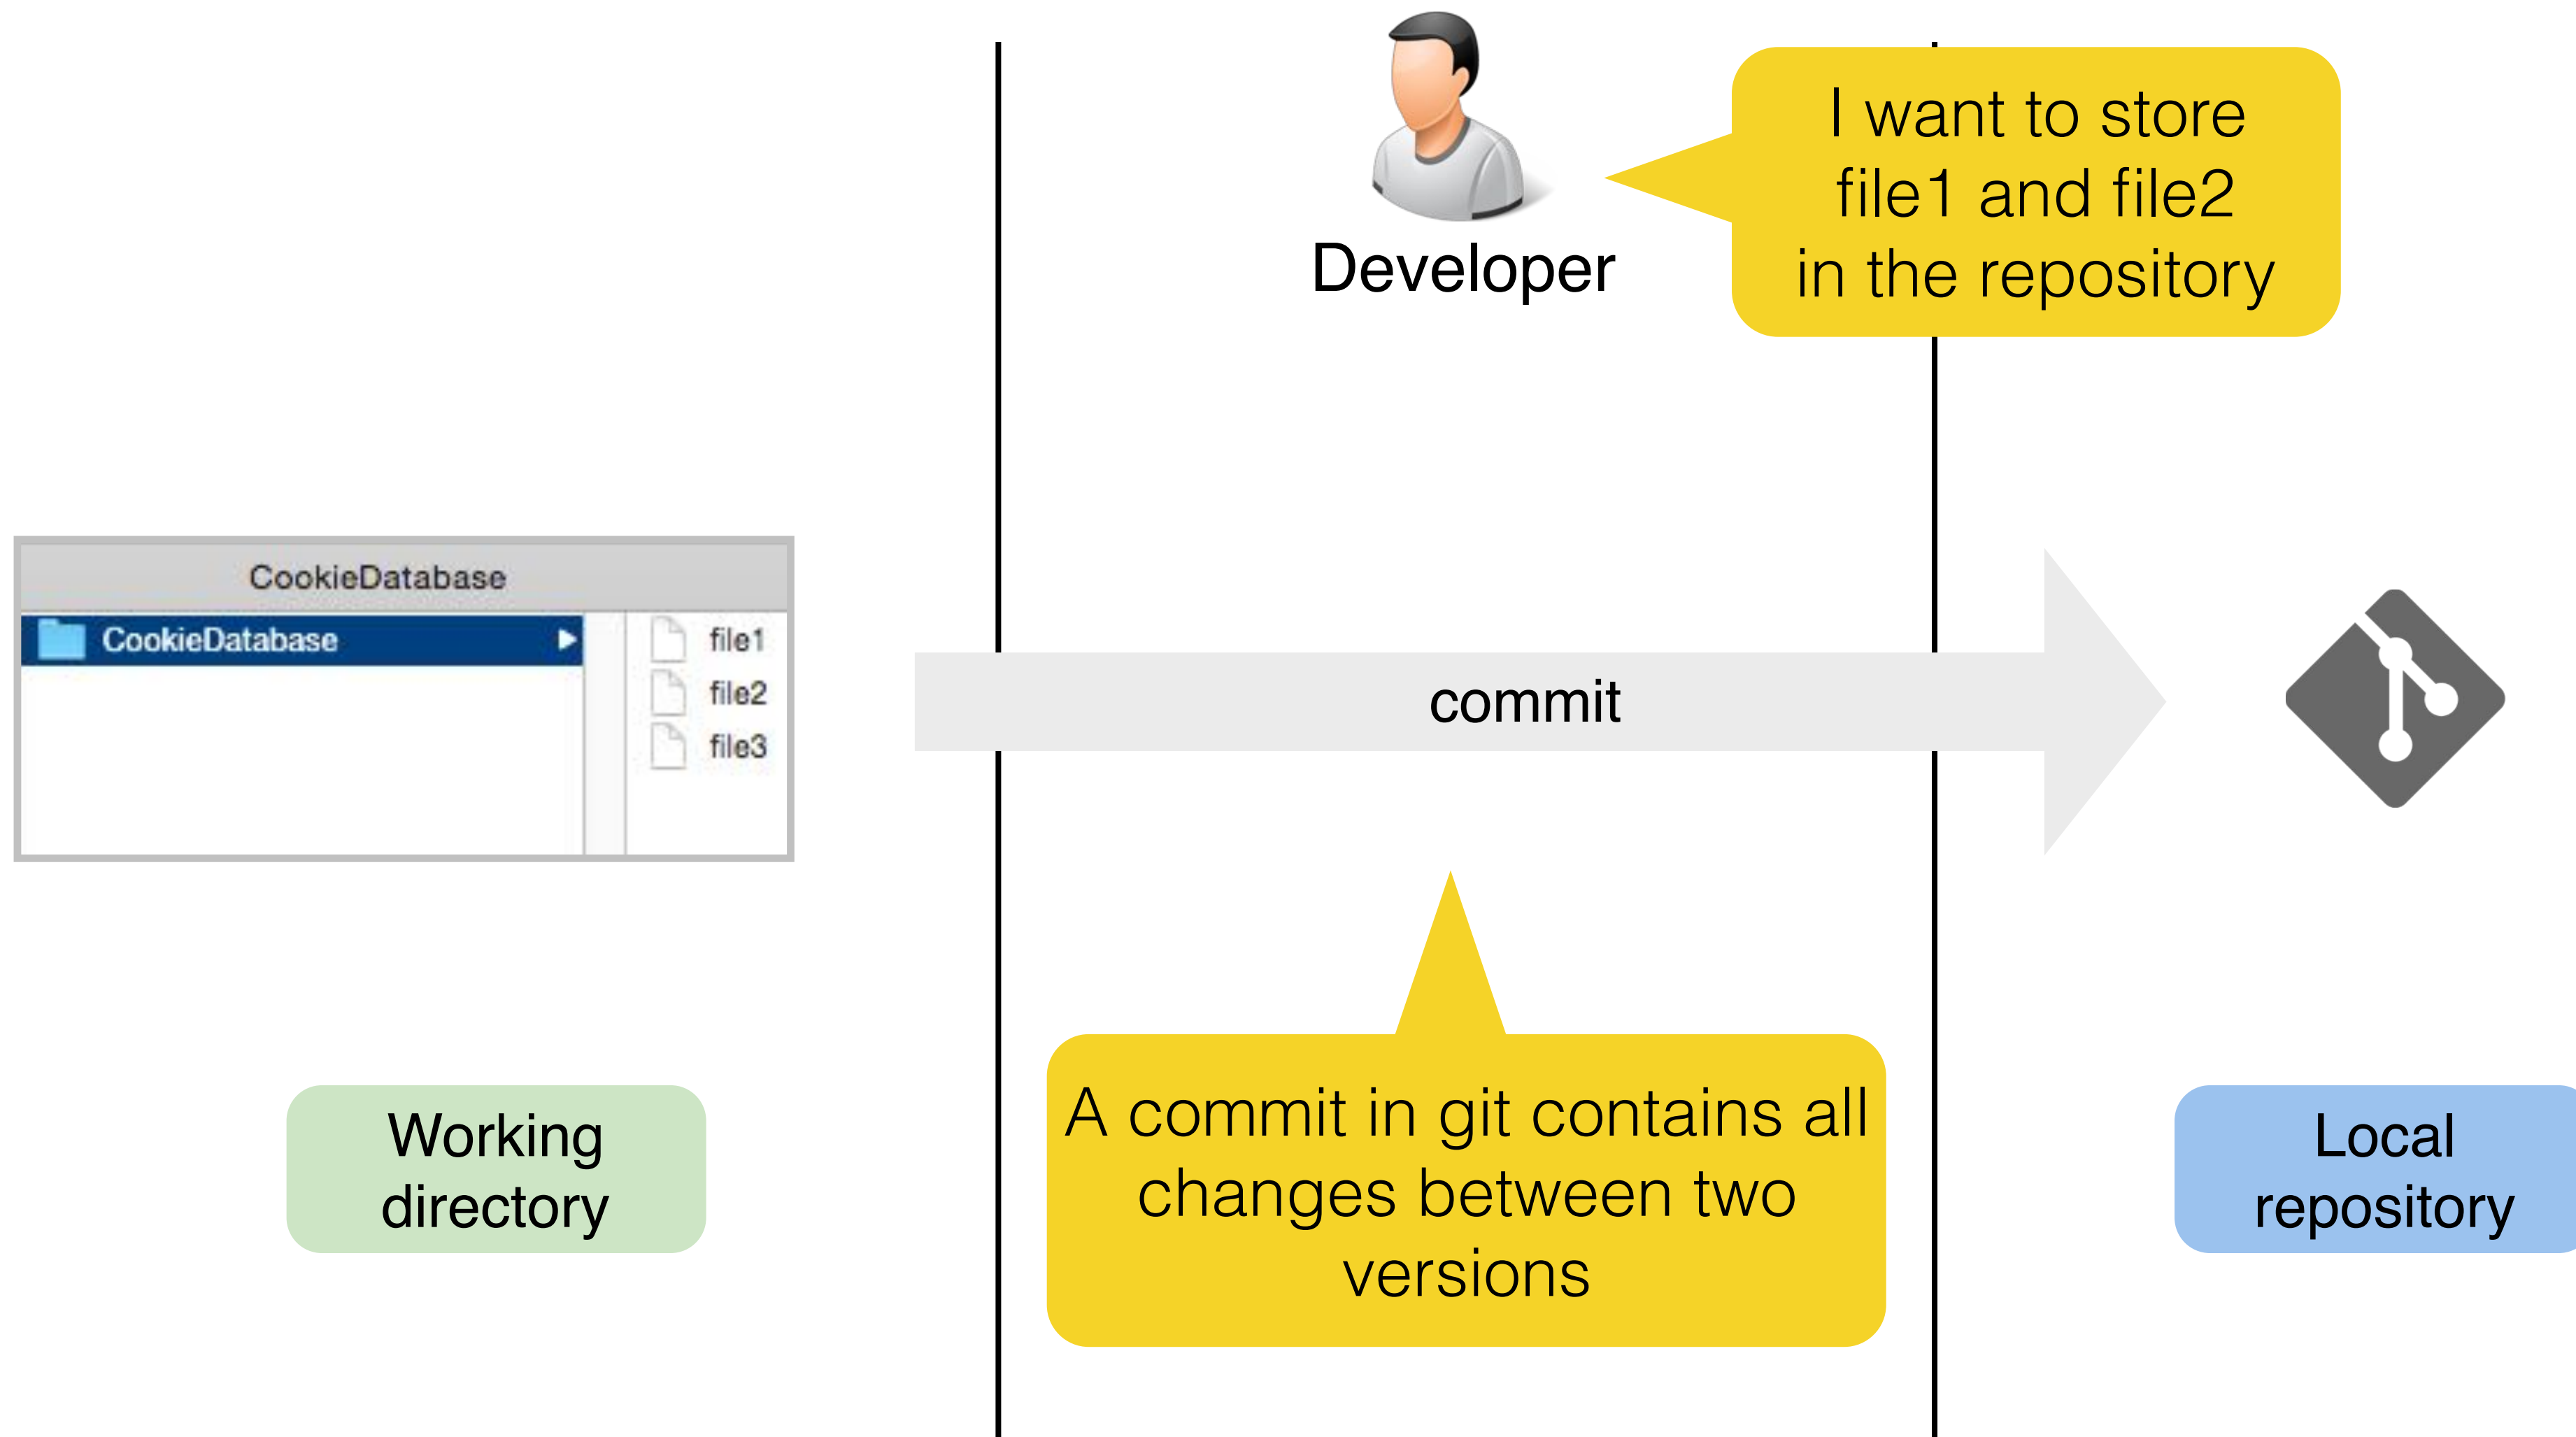 I want to store
file1 and file2
in the repository
Developer
CookieDatabase
CookieDatabase
file1
file2
file3
commit
A commit in git contains all
changes between two
versions
Working
directory
Local
repository